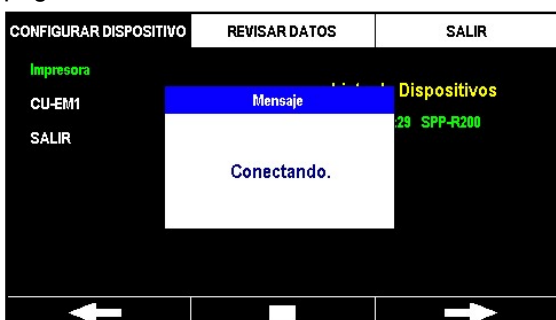 CONFIGURAR DISPOSITIVO
REVISAR DATOS
SALIR
Impresora
CU-EM1
SALIR
Dispositivos
:29 SPP-R200
Mensaje
Conectando.